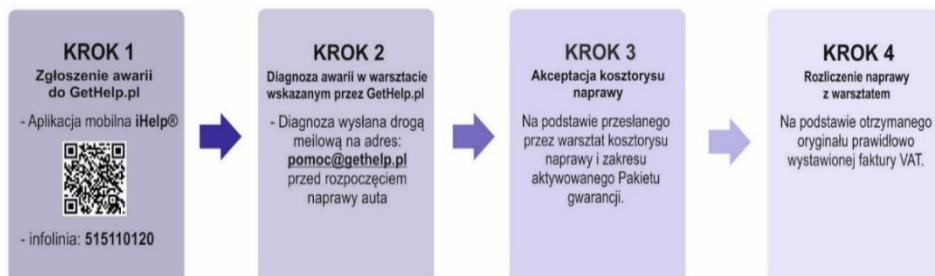 KROK 1
Zgłoszenie awarii
do GetHelp.pl
- Aplikacja mobilna iHelp®
- infolinia: 515110120
KROK 2
Diagnoza awarii w warsztacie
wskazanym przez GetHelp.pl
- Diagnoza wysłana drogą
meilową na adres:
pomoc@gethelp.pl
przed rozpoczęciem
naprawy auta
KROK 3
Akceptacja kosztorysu
naprawy
Na podstawie przesłanego
przez warsztat kosztorysu
naprawy i zakresu
aktywowanego Pakietu
gwarancji.
KROK 4
Rozliczenie naprawy
z warsztatem
Na podstawie otrzymanego
oryginału prawidłowo
wystawionej faktury VAT.